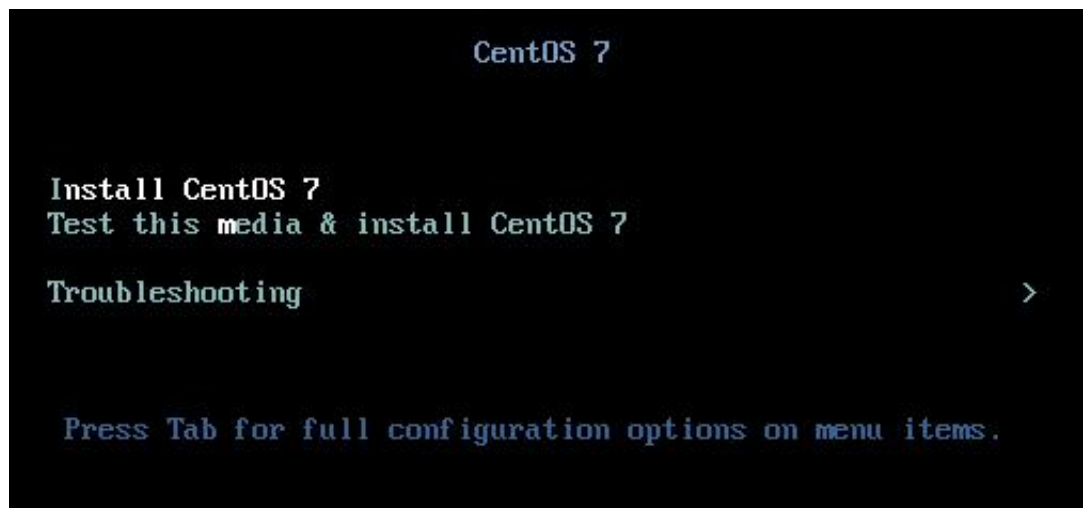 CentOS 7
Install CentOS 7
Test this media & install CentOS 7
Troubleshooting >
Press Tab for full configuration options on menu items.